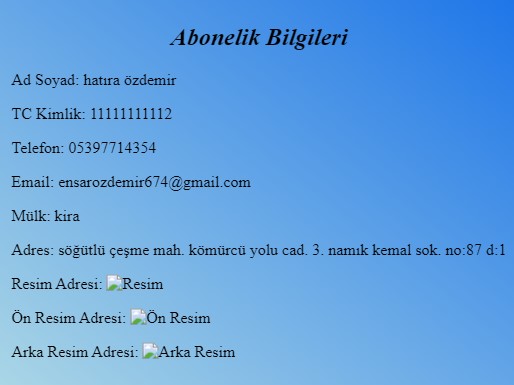 Abonelik Bilgileri
Ad Soyad: hatıra özdemir
TC Kimlik: 11111111112
Telefon: 05397714354
Email: ensarozdemir674@gmail.com
Mülk: kira
Adres: söğütlü çeşme mah. kömürcü yolu cad. 3. namık kemal sok. no:87 d:1
Resim Adresi: Resim
Ön Resim Adresi: Ön Resim
Arka Resim Adresi: Arka Resim